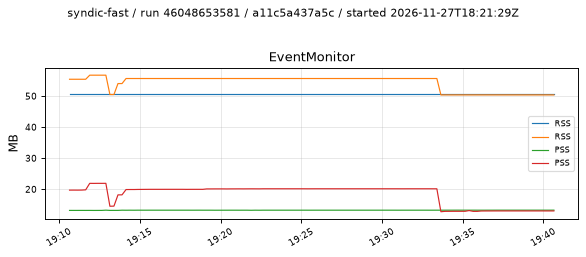 syndic-fast / run 46048653581 / a11c5a437a5c / started 2026-11-27T18:21:29Z
EventMonitor
MB
50
40
30
20
RSS
RSS
PSS
PSS
19:10
19:15
19:20
19:25
19:30
19:35
19:40